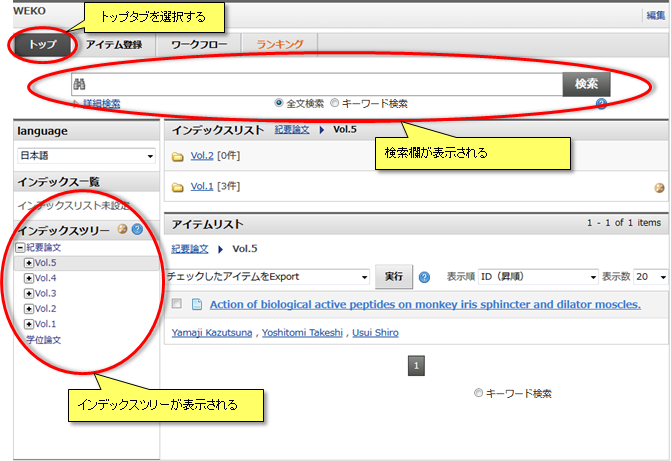 WEKO
トップタブを選択する
編集
トップ アイテム登録 ワークフロー ランキング
検索
詳細検索 全文検索 キーワード検索
検索欄が表示される
language
日本語
インデックス一覧
インデックスリスト未設定
インデックスツリー
紀要論文
Vol.5
Vol.4
Vol.3
Vol.2
Vol.1
学位論文
インデックスツリーが表示される
インデックスリスト 紀要論文 Vol.5
Vol.2 [0件]
Vol.1 [3件]
アイテムリスト 1 - 1 of 1 items
紀要論文 Vol.5
チェックしたアイテムをExport 実行 表示順 ID（昇順） 表示数 20
Action of biological active peptides on monkey iris sphincter and dilator moscles.
Yamaji Kazutsuna , Yoshitomi Takeshi , Usui Shiro
1
キーワード検索